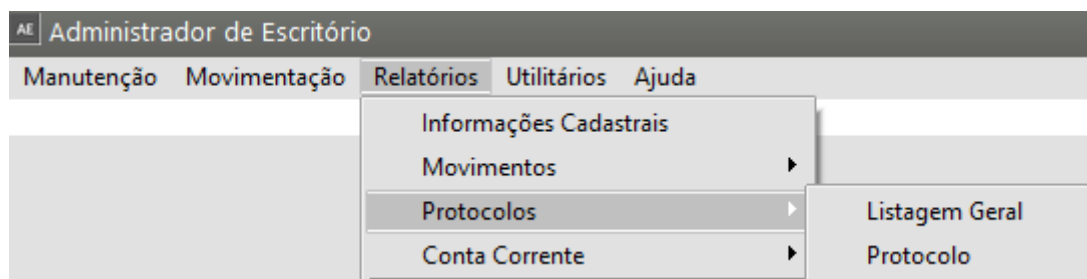 AE Administrador de Escritório
Manutenção Movimentação Relatórios Utilitários Ajuda
Informações Cadastrais
Movimentos
Protocolos Listagem Geral
Conta Corrente Protocolo